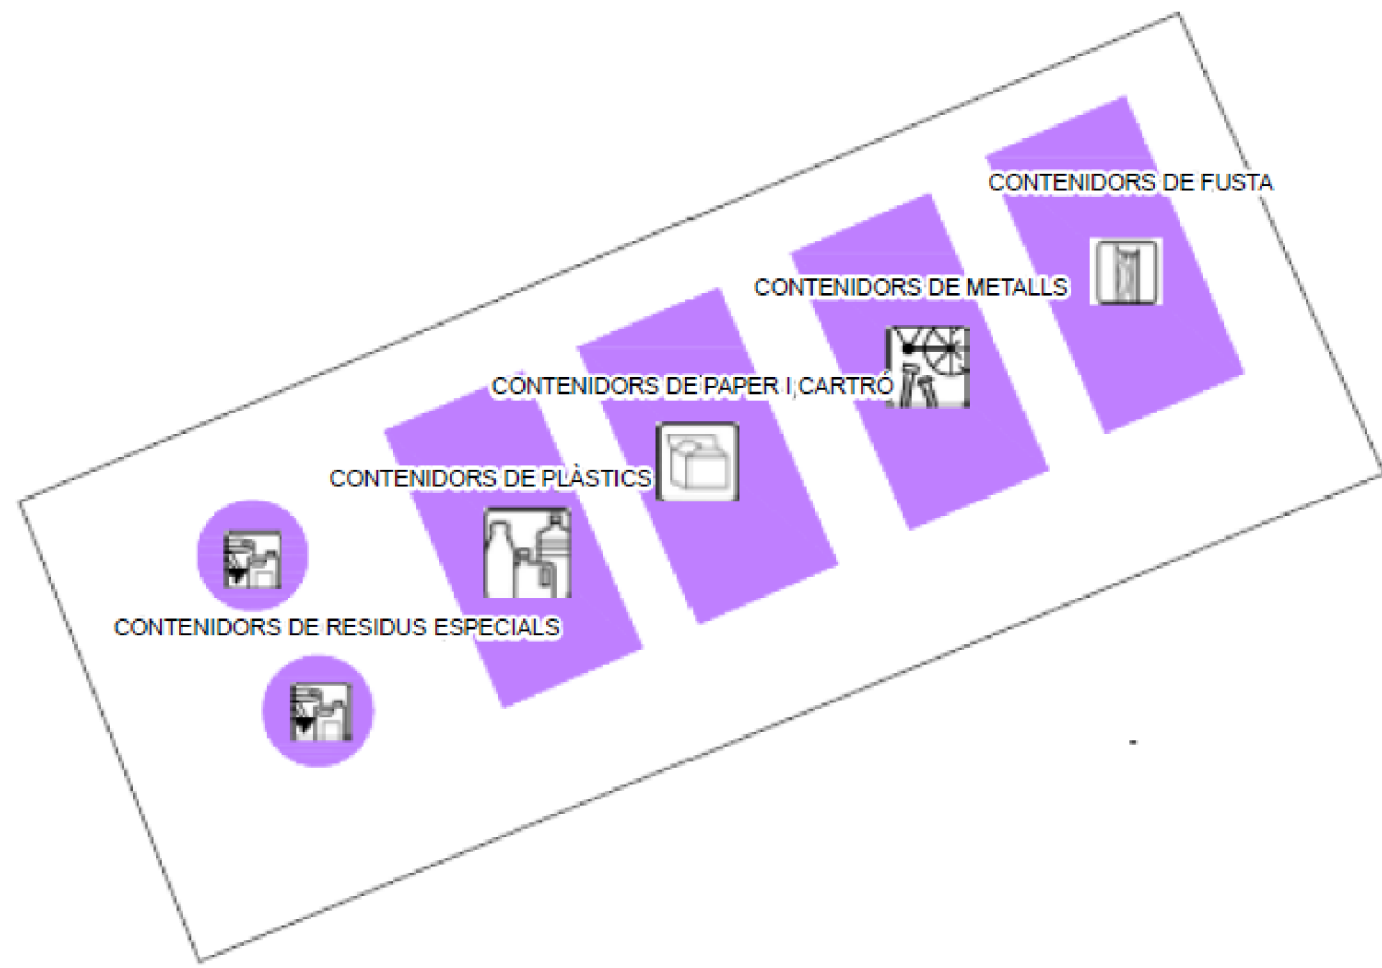 CONTENIDORS DE FUSTA
CONTENIDORS DE METALLS
CONTENIDORS DE PAPER I CARTRÓ
CONTENIDORS DE PLÀSTICS
CONTENIDORS DE RESIDUS ESPECIALS